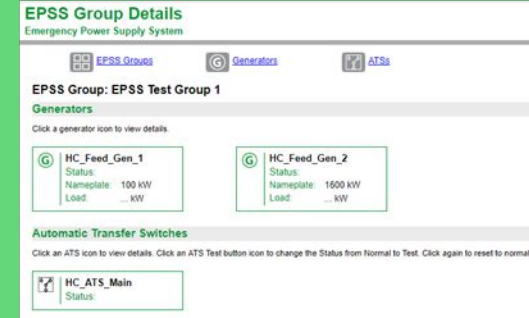 EPSS Group Details
Emergency Power Supply System
EPSS Groups
Generators
ATSs
EPSS Group: EPSS Test Group 1
Generators
Click a generator icon to view details.
G HC_Feed_Gen_1
Status:
Nameplate: 100 kW
Load: ... kW
G HC_Feed_Gen_2
Status:
Nameplate: 1600 kW
Load: ... kW
Automatic Transfer Switches
Click an ATS icon to view details. Click an ATS Test button icon to change the Status from Normal to Test. Click again to reset to normal
HC_ATS_Main
Status: